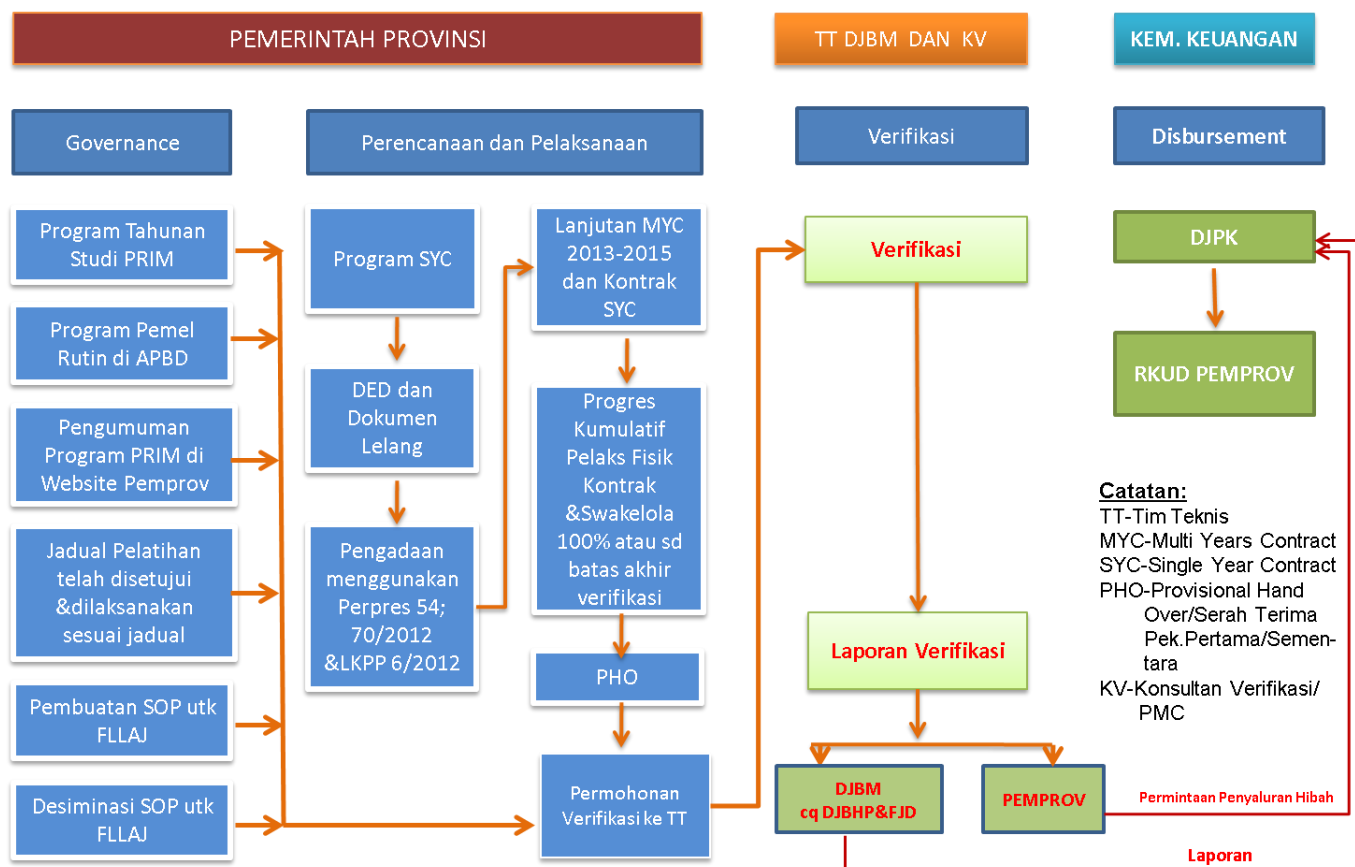 PEMERINTAH PROVINSI
TT DJBM DAN KV
KEM. KEUANGAN
Governance
Perencanaan dan Pelaksanaan
Verifikasi
Disbursement
Program Tahunan
Studi PRIM
Program Pemel
Rutin di APBD
Pengumuman
Program PRIM di
Website Pemprov
Jadual Pelatihan
telah disetujui
&dilaksanakan
sesuai jadual
Pembuatan SOP utk
FLLAJ
Desiminasi SOP utk
FLLAJ
Program SYC
DED dan
Dokumen
Lelang
Pengadaan
menggunakan
Perpres 54;
70/2012
&LKPP 6/2012
Lanjutan MYC
2013-2015
dan Kontrak
SYC
Progres
Kumulatif
Pelaks Fisik
Kontrak
&Swakelola
100% atau sd
batas akhir
verifikasi
PHO
Permohonan
Verifikasi ke TT
Verifikasi
Laporan Verifikasi
DJBM
cq DJBHP&FJD
PEMPROV
DJPK
RKUD PEMPROV
Catatan:
TT-Tim Teknis
MYC-Multi Years Contract
SYC-Single Year Contract
PHO-Provisional Hand
Over/Serah Terima
Pek.Pertama/Semen-
tara
KV-Konsultan Verifikasi/
PMC
Permintaan Penyaluran Hibah
Laporan